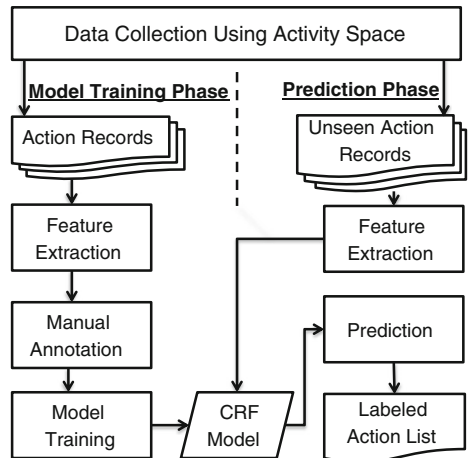 Data Collection Using Activity Space
Model Training Phase
Prediction Phase
Action Records
Unseen Action
Records
Feature
Extraction
Feature
Extraction
Manual
Annotation
Prediction
Model
Training
CRF
Model
Labeled
Action List